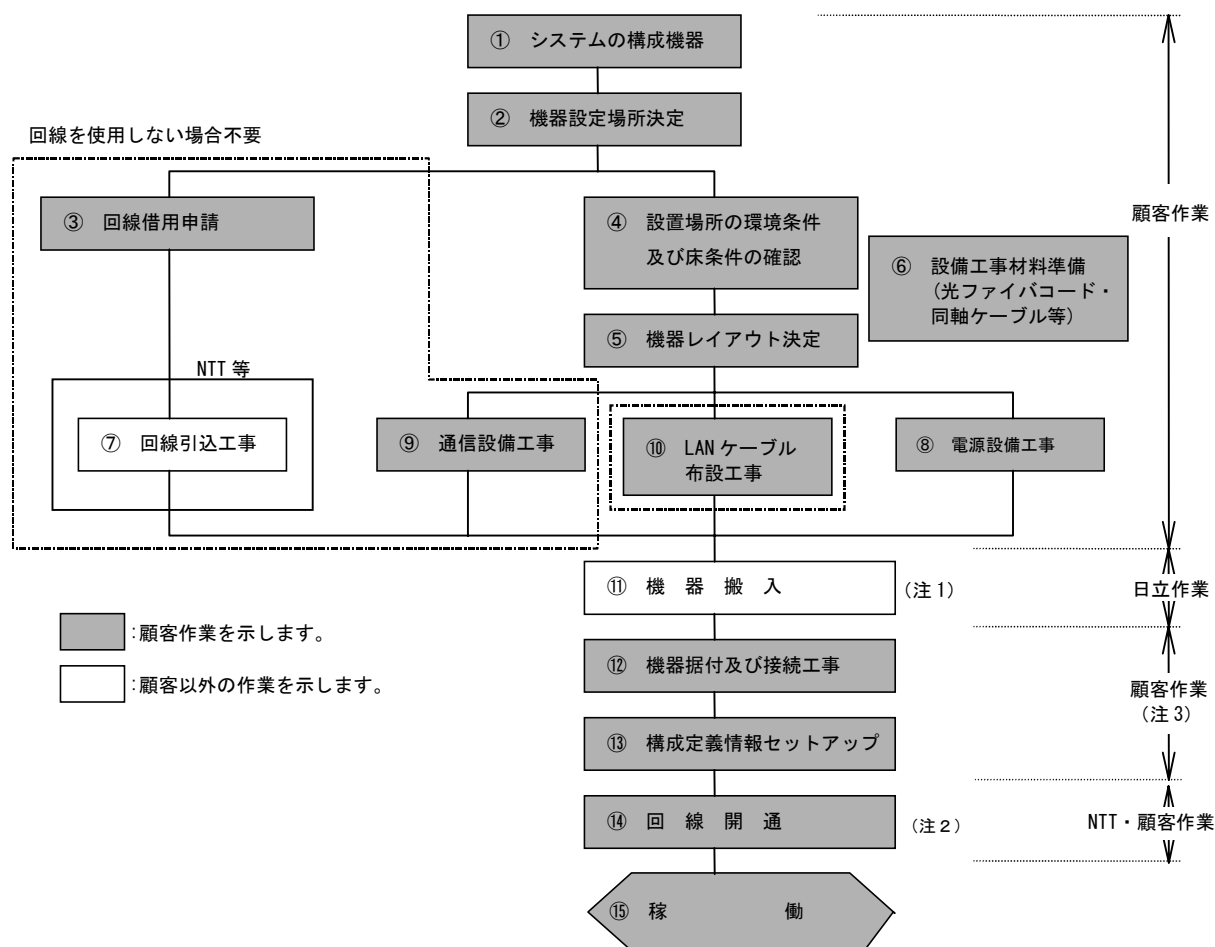 ① システムの構成機器
② 機器設定場所決定
回線を使用しない場合不要
③ 回線借用申請
④ 設置場所の環境条件
及び床条件の確認
顧客作業
⑥ 設備工事材料準備
(光ファイバコード・
同軸ケーブル等)
⑤ 機器レイアウト決定
NTT 等
⑦ 回線引込工事
⑨ 通信設備工事
⑩ LAN ケーブル
布設工事
⑧ 電源設備工事
⑪ 機 器 搬 入
(注 1)
日立作業
:顧客作業を示します。
:顧客以外の作業を示します。
⑫ 機器据付及び接続工事
顧客作業
(注 3)
⑬ 構成定義情報セットアップ
⑭ 回 線 開 通
(注 2)
NTT・顧客作業
⑮ 稼 働